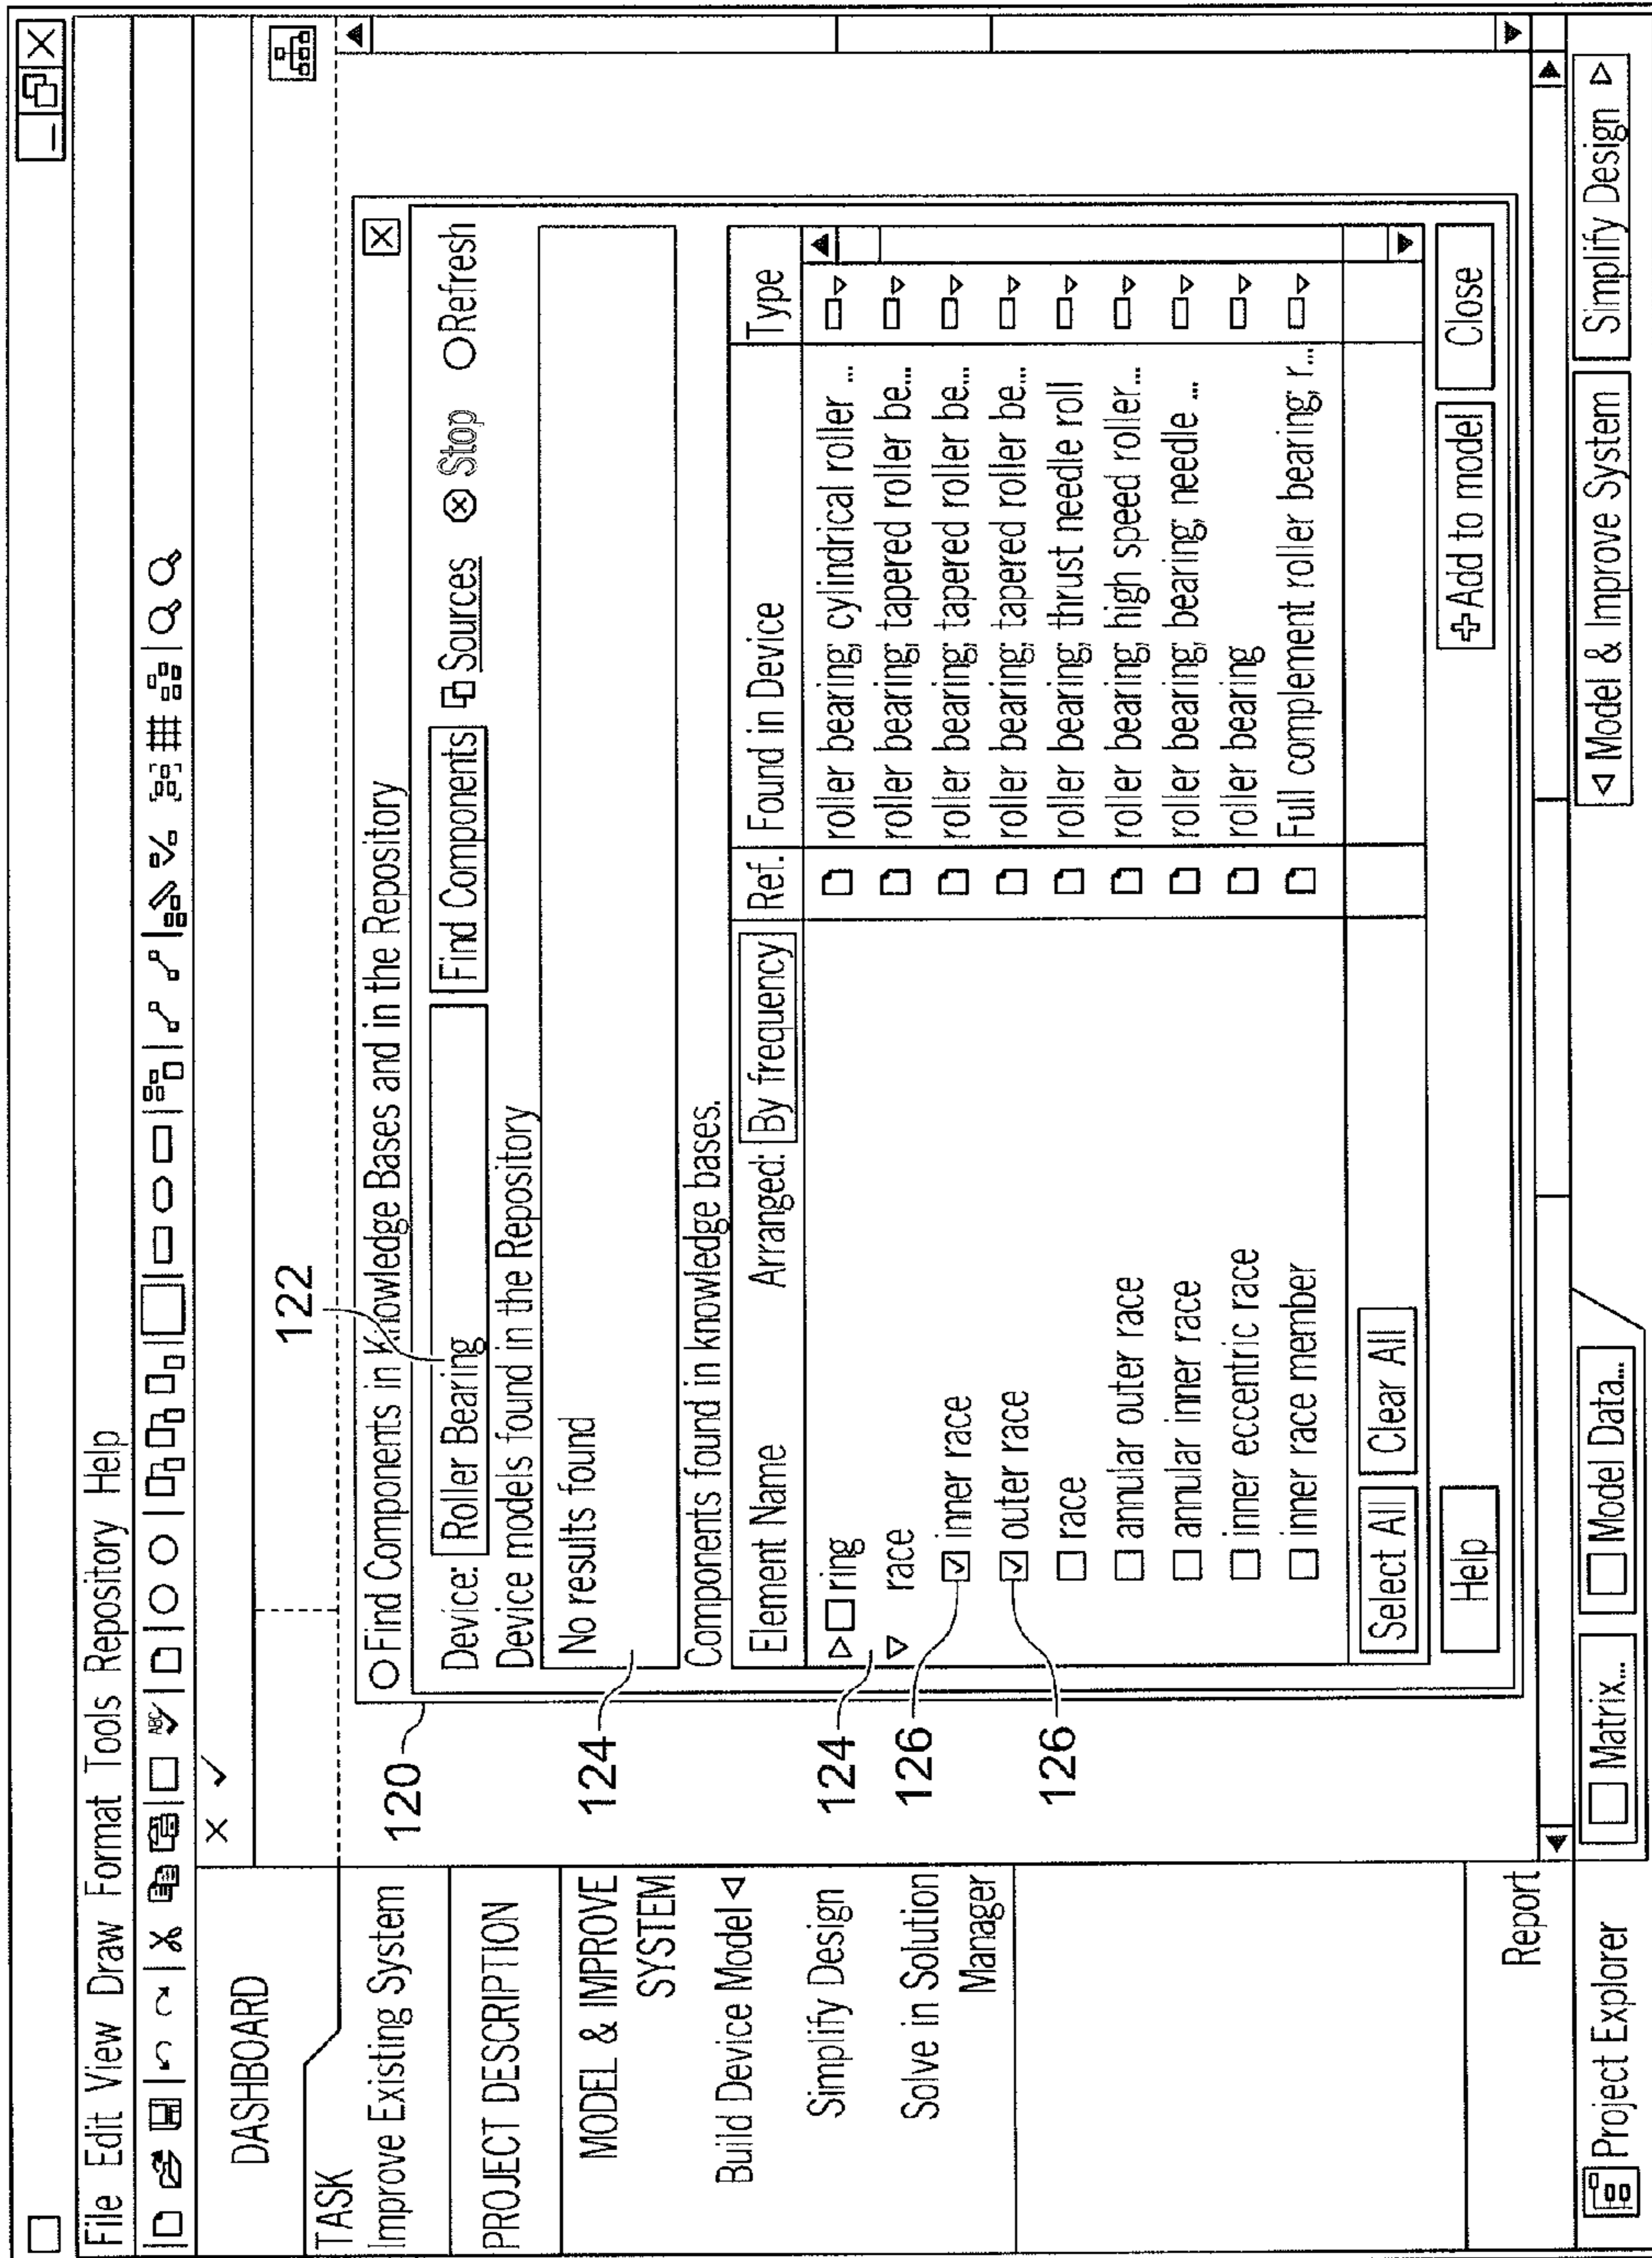 File Edit View Draw Format Tools Repository Help
ABC
DASHBOARD
TASK
Improve Existing System
PROJECT DESCRIPTION
MODEL & IMPROVE
SYSTEM
Build Device Model
Simplify Design
Solve in Solution
Manager
Report
122
120
Find Components in Knowledge Bases and in the Repository
Device: Roller Bearing Find Components Sources Stop Refresh
Device models found in the Repository
124
No results found
Components found in knowledge bases.
Element Name Arranged: By frequency Ref. Found in Device Type
124
ring roller bearing; cylindrical roller ...
race roller bearing; tapered roller be...
126
inner race roller bearing; tapered roller be...
126
outer race roller bearing; tapered roller be...
race roller bearing; thrust needle roll
annular outer race roller bearing; high speed roller...
annular inner race roller bearing; bearing; needle ...
inner eccentric race roller bearing
inner race member Full complement roller bearing; r...
Select All Clear All
Help Add to model Close
Project Explorer Matrix... Model Data... Model & Improve System Simplify Design